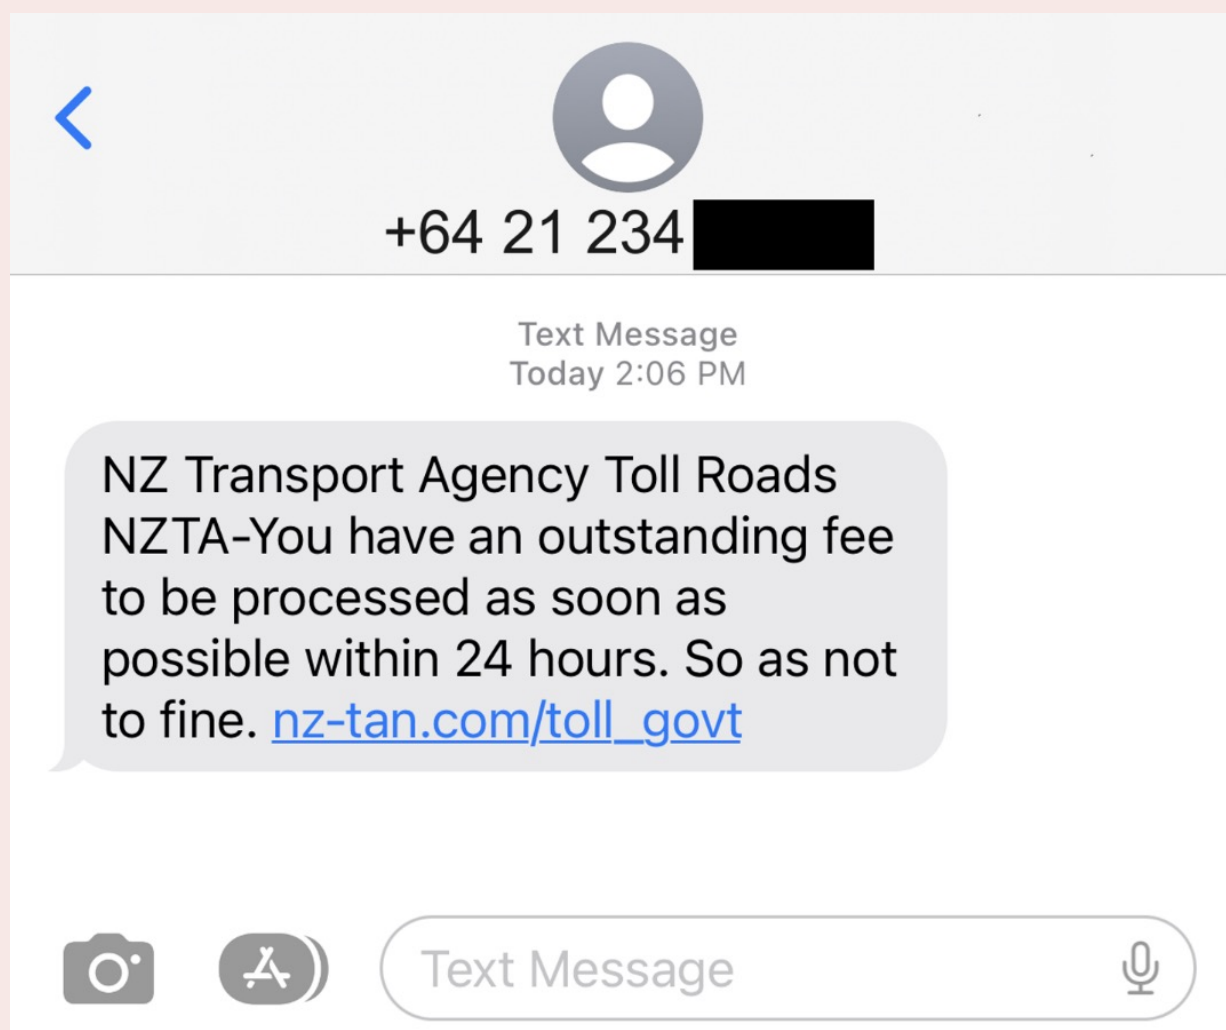 +64 21 234
Text Message
Today 2:06 PM
NZ Transport Agency Toll Roads
NZTA-You have an outstanding fee
to be processed as soon as
possible within 24 hours. So as not
to fine. nz-tan.com/toll_govt
Text Message